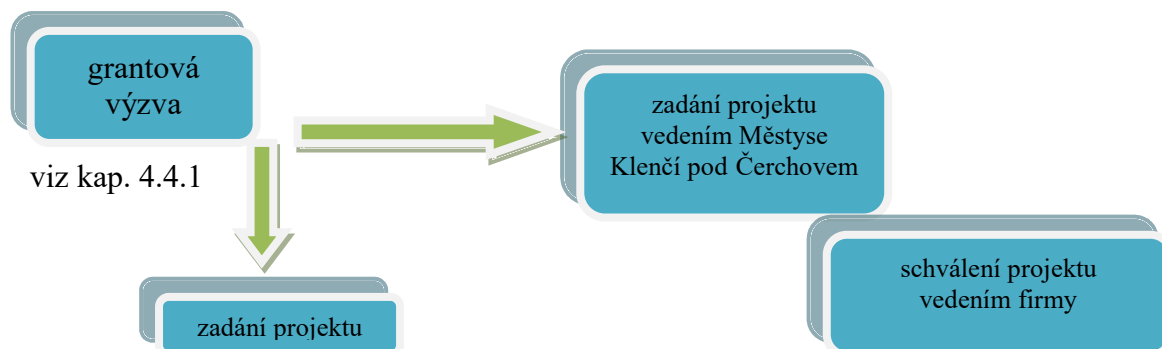 grantová
výzva
viz kap. 4.4.1
zadání projektu
vedením Městyse
Klenčí pod Čerchovem
schválení projektu
vedením firmy
zadání projektu